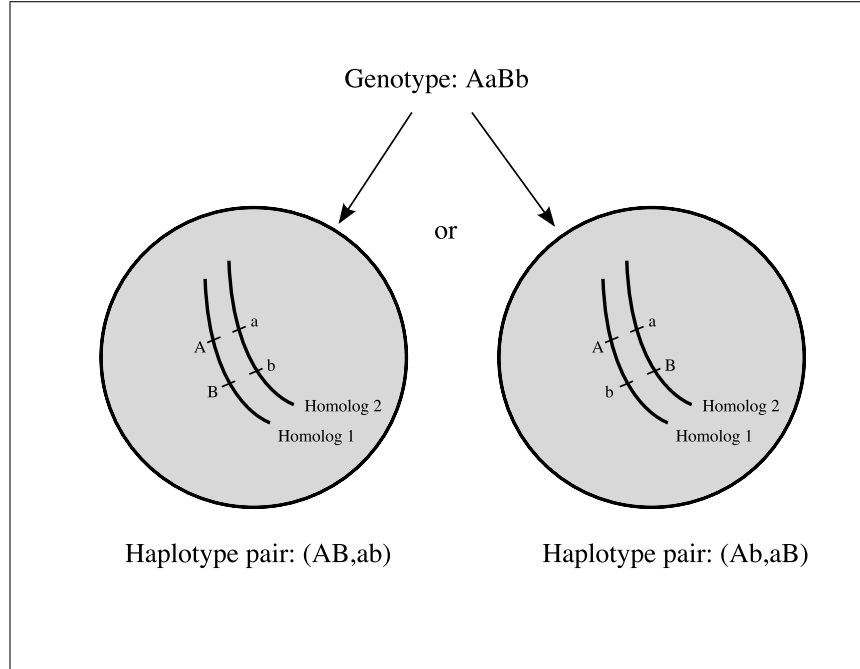 Genotype: AaBb
or
a
A
b
B
Homolog 2
Homolog 1
a
A
B
b
Homolog 2
Homolog 1
Haplotype pair: (AB,ab)
Haplotype pair: (Ab,aB)